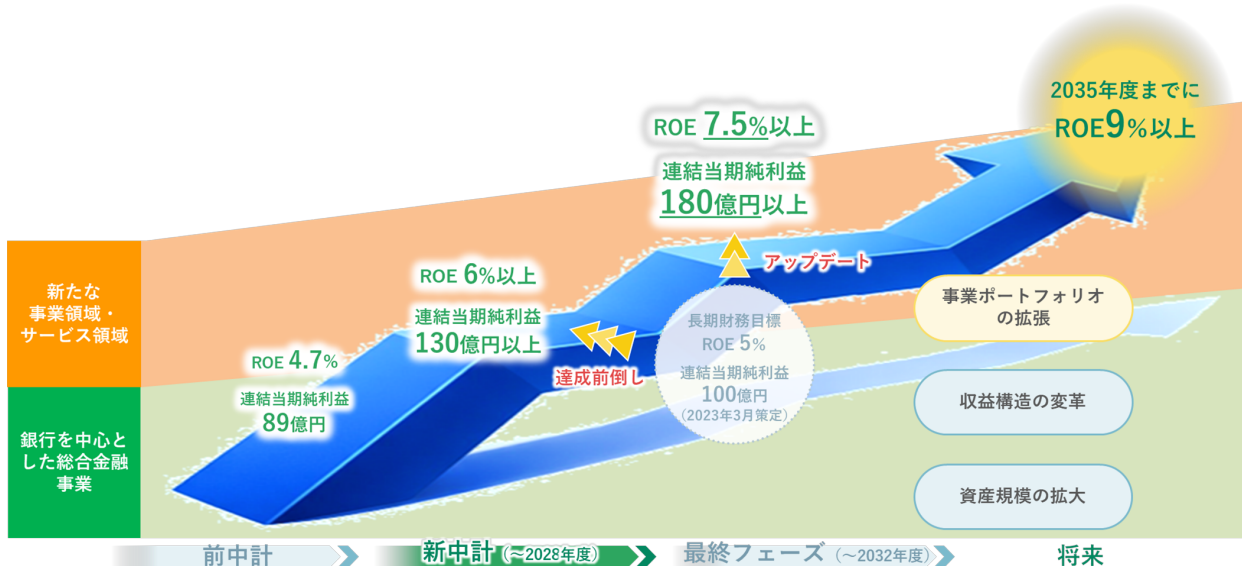 2035年度までに
ROE9%以上
ROE 7.5%以上
連結当期純利益
180億円以上
アップデート
ROE 6%以上
連結当期純利益
130億円以上
達成前倒し
長期財務目標
ROE 5%
連結当期純利益
100億円
(2023年3月策定)
ROE 4.7%
連結当期純利益
89億円
新たな
事業領域・
サービス領域
銀行を中心と
した総合金融
事業
事業ポートフォリオ
の拡張
収益構造の変革
資産規模の拡大
前中計
新中計(~2028年度)
最終フェーズ(~2032年度)
将来